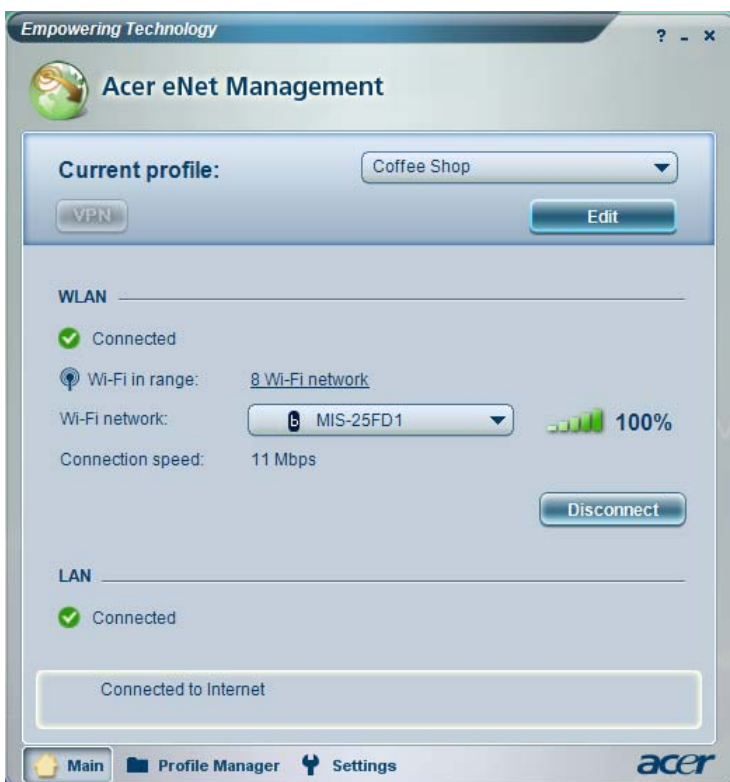 Empowering Technology
? - ×
Acer eNet Management
Current profile:
Coffee Shop
VPN
Edit
WLAN
Connected
Wi-Fi in range:
8 Wi-Fi network
Wi-Fi network:
b MIS-25FD1
100%
Connection speed:
11 Mbps
Disconnect
LAN
Connected
Connected to Internet
Main
Profile Manager
Settings
acer